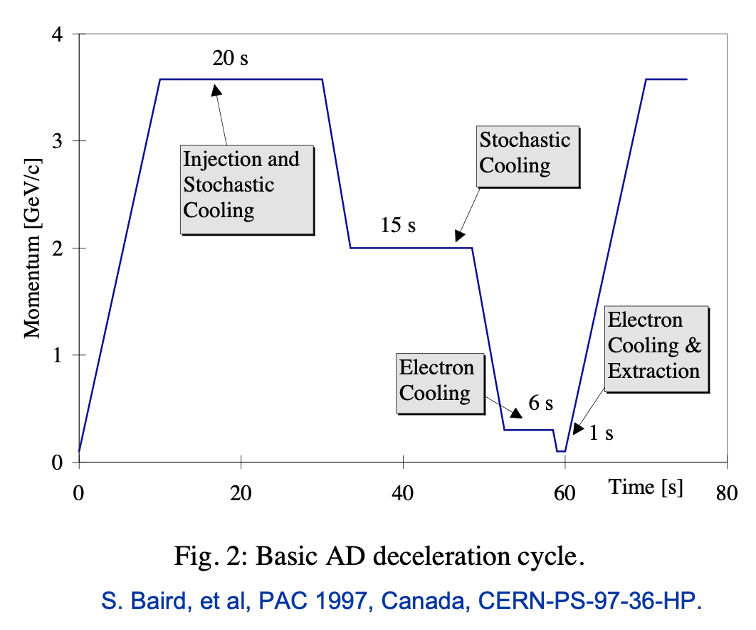 4
20 s
Injection and
Stochastic
Cooling
Stochastic
Cooling
3
15 s
Momentum [GeV/c]
2
Electron
Cooling &
Extraction
1
Electron
Cooling
6 s
1 s
0
0
20
40
60
Time [s]
80
Fig. 2: Basic AD deceleration cycle.
S. Baird, et al, PAC 1997, Canada, CERN-PS-97-36-HP.